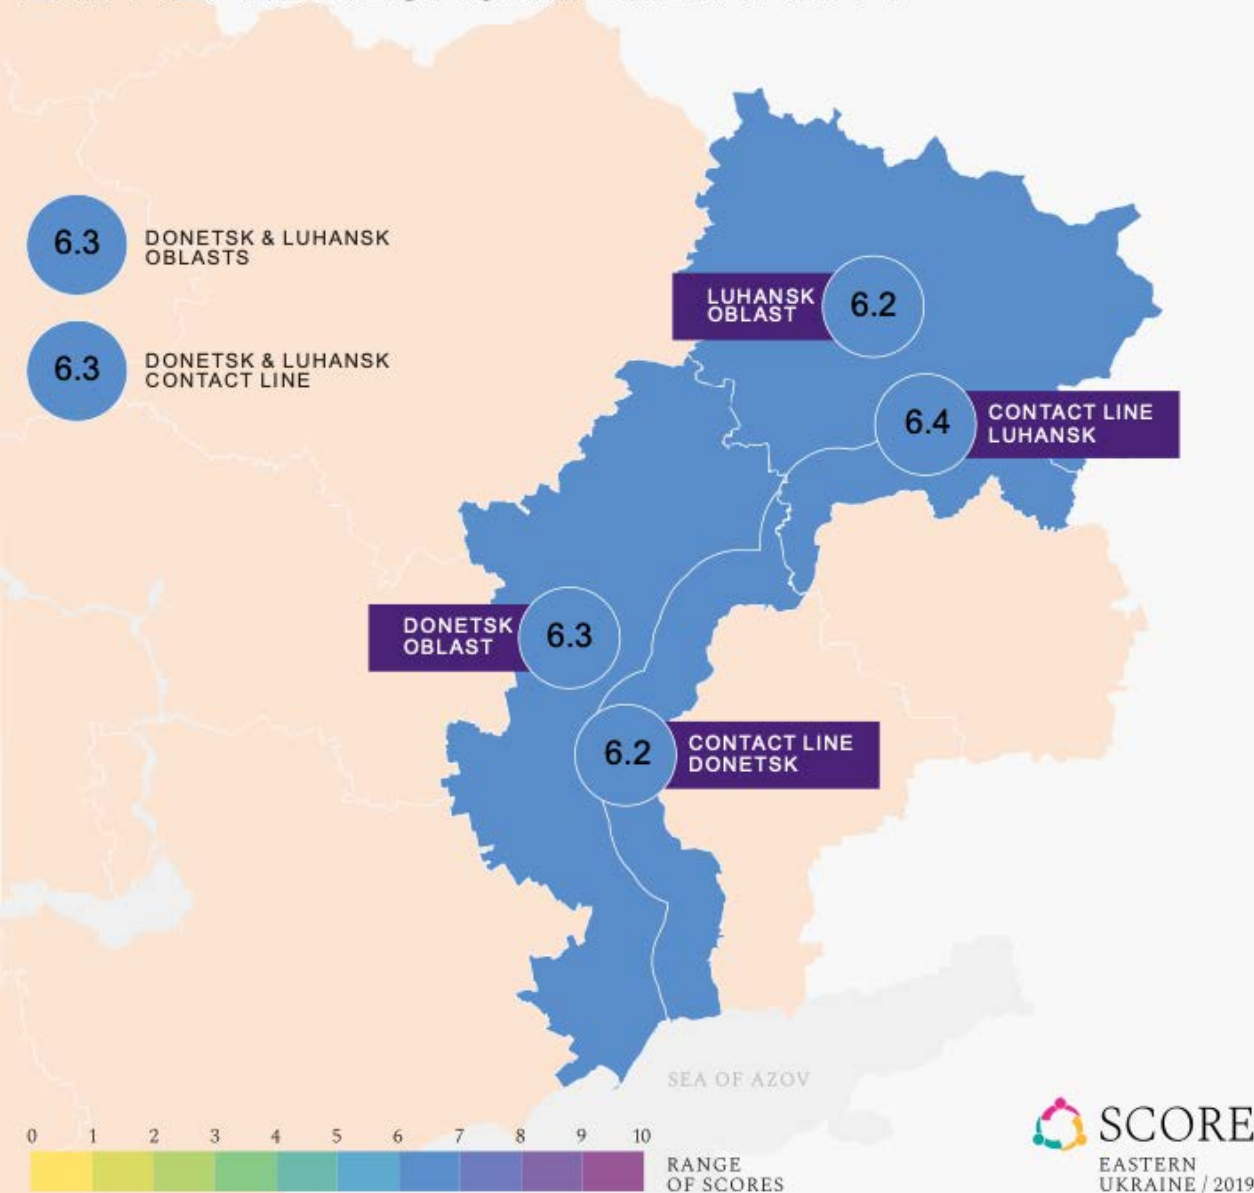 6.3
DONETSK & LUHANSK
OBLASTS
6.3
DONETSK & LUHANSK
CONTACT LINE
LUHANSK
OBLAST
6.2
6.4
CONTACT LINE
LUHANSK
DONETSK
OBLAST
6.3
6.2
CONTACT LINE
DONETSK
SEA OF AZOV
0 1 2 3 4 5 6 7 8 9 10
RANGE
OF SCORES
SCORE
EASTERN
UKRAINE / 2019